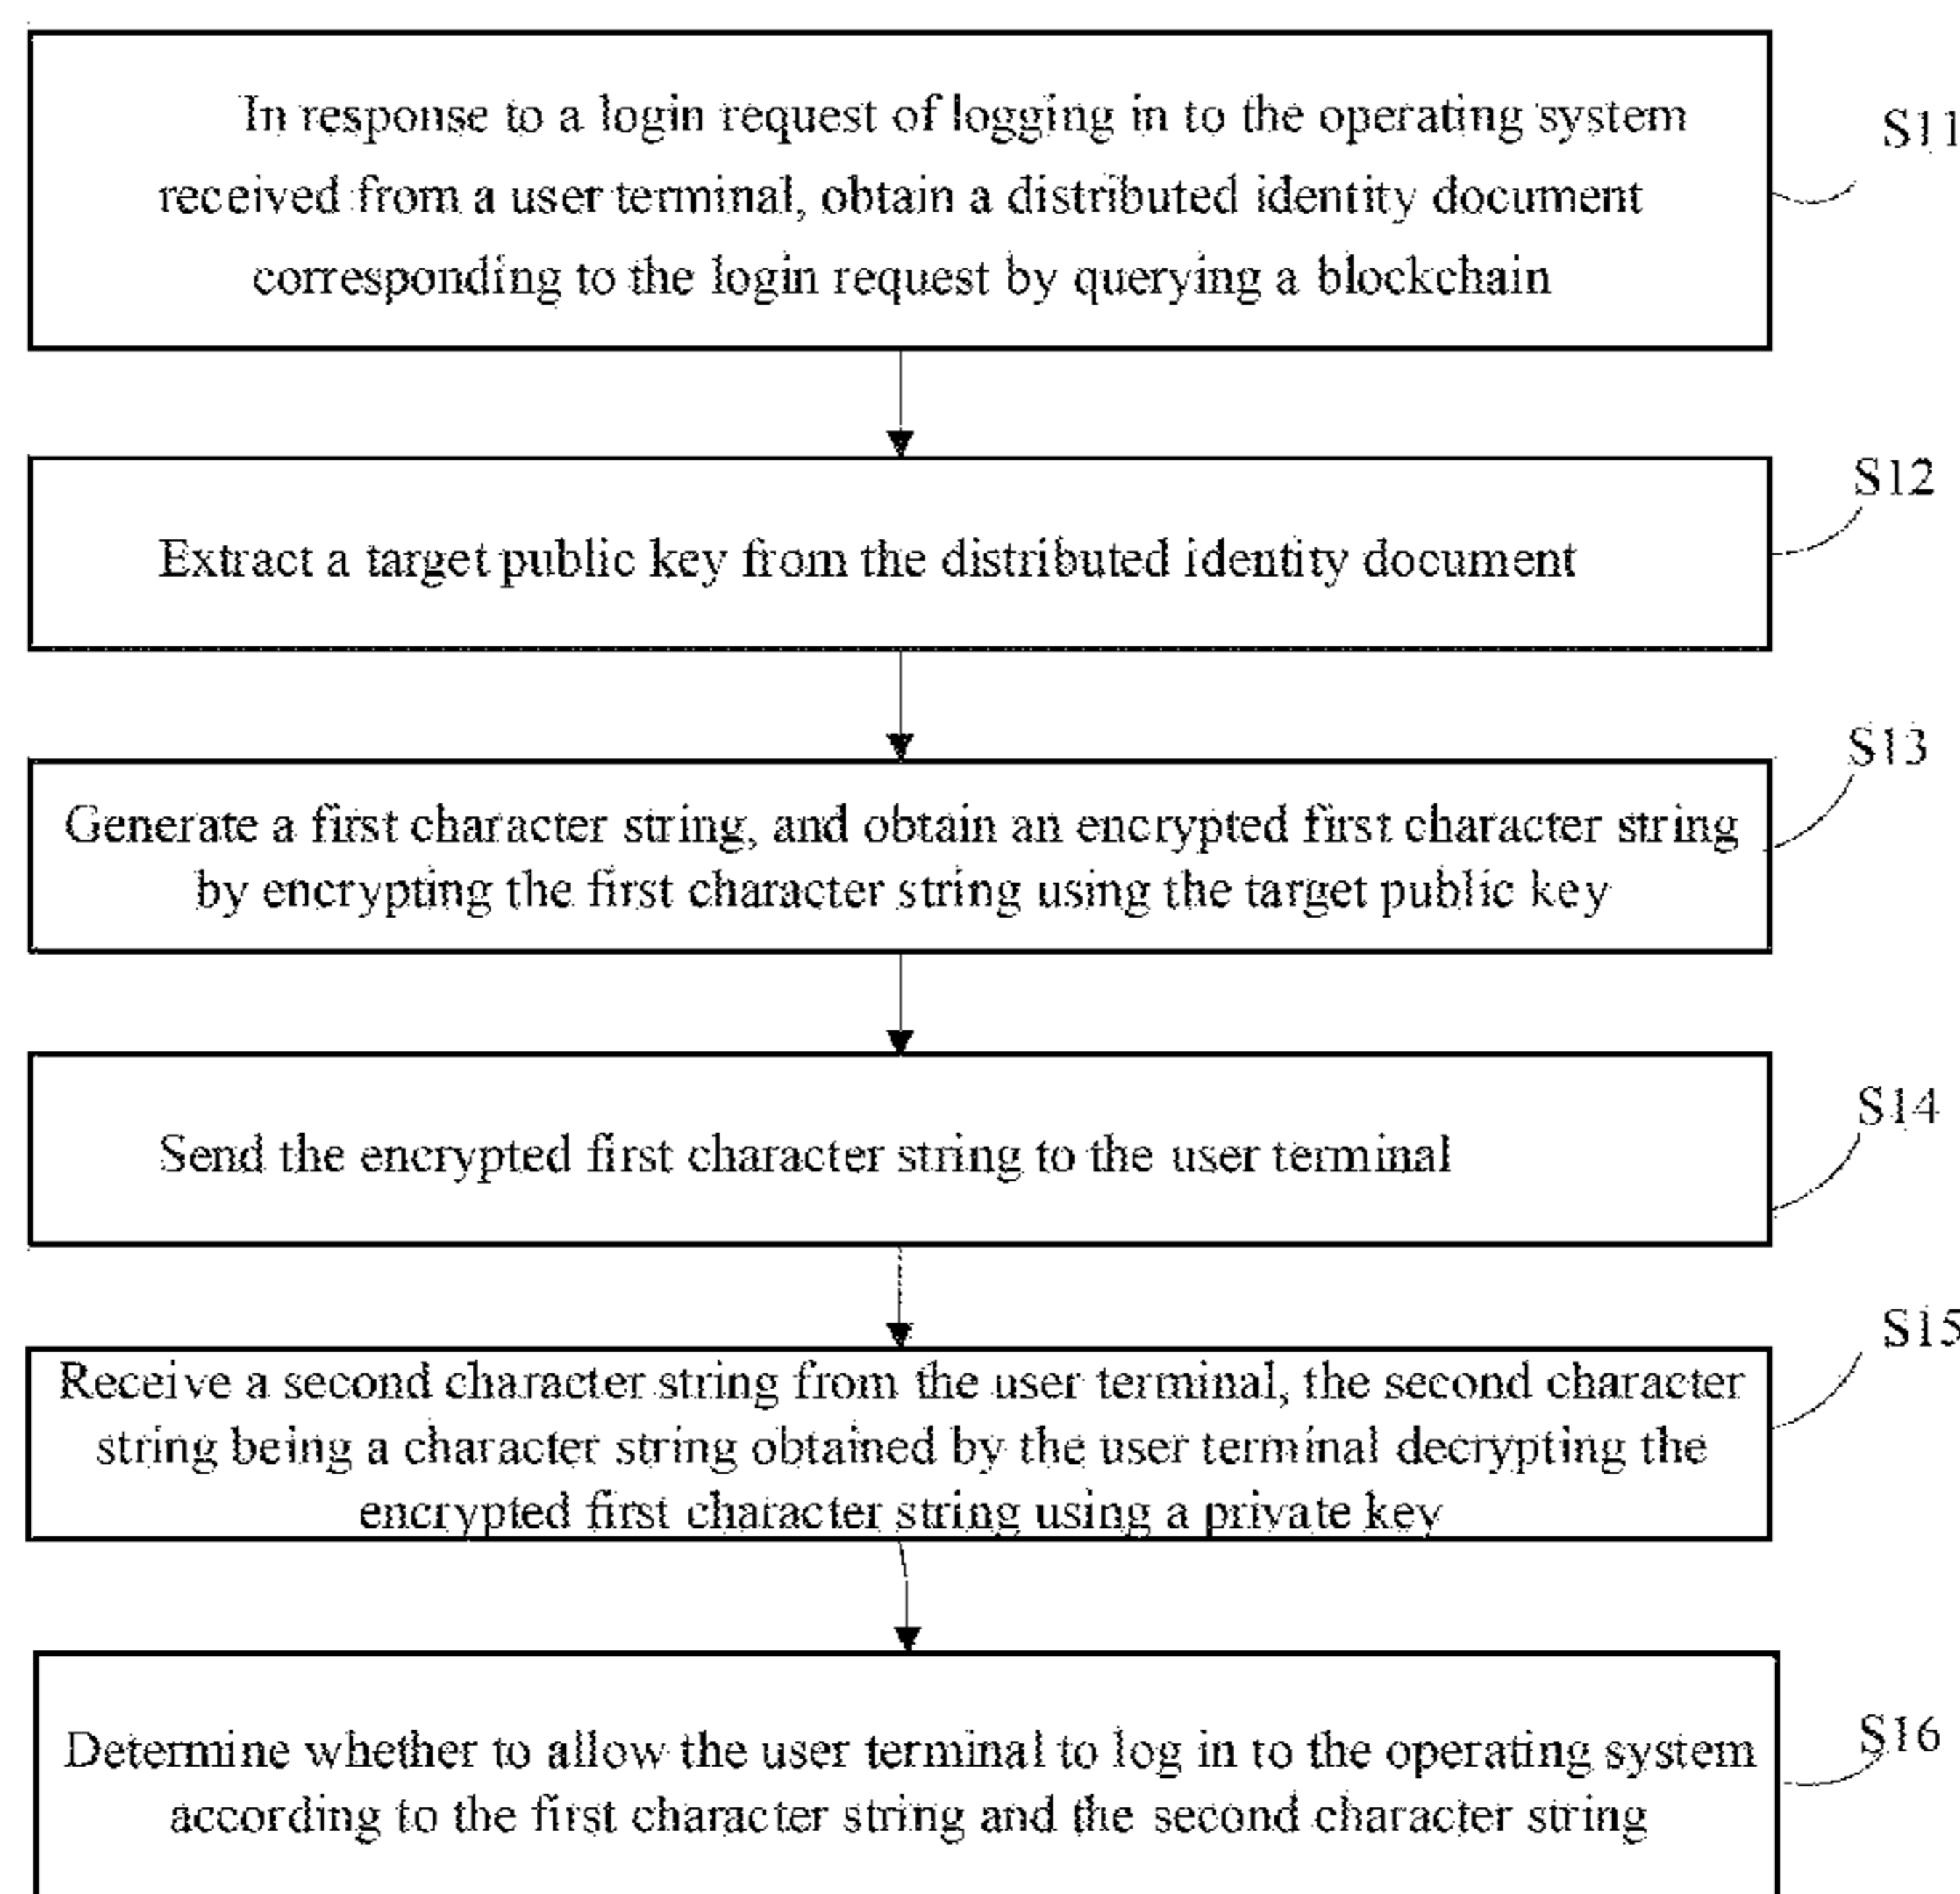 In response to a login request of logging in to the operating system
S11
received from a user terminal, obtain a distributed identity document
corresponding to the login request by querying a blockchain
S12
Extract a target public key from the distributed identity document
S13
Generate a first character string, and obtain an encrypted first character string
by encrypting the first character string using the target public key
S14
Send the encrypted first character string to the user terminal
S15
Receive a second character string from the user terminal, the second character
string being a character string obtained by the user terminal decrypting the
encrypted first character string using a private key
S16
Determine whether to allow the user terminal to log in to the operating system
according to the first character string and the second character string